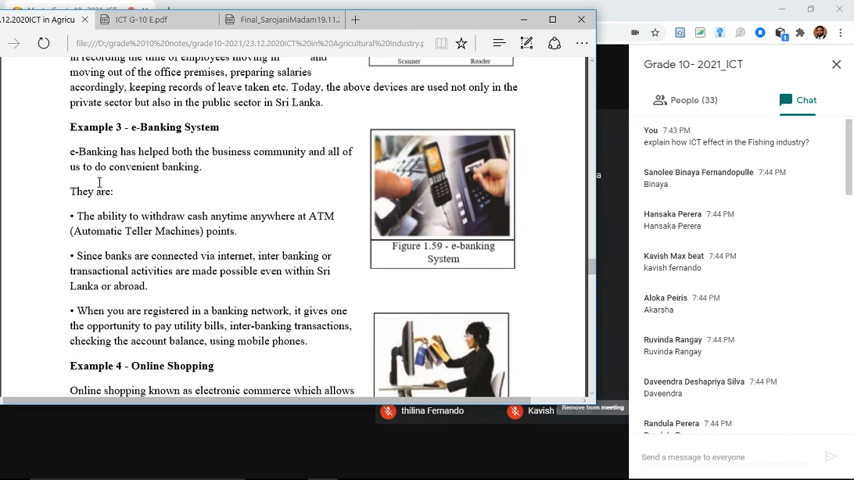 .12.2020ICT in Agricu
ICT G-10 E.pdf
Final_SarojaniMadam19.11.2
file:///D:/grade%2010%20notes/grade10-2021/23.12.2020ICT%20in%20Agricultural%20Industry.p
in recording the time of employees moving in and
moving out of the office premises, preparing salaries
accordingly, keeping records of leave taken etc. Today, the above devices are used not only in the
private sector but also in the public sector in Sri Lanka.
Scanner Reader
Example 3 - e-Banking System
e-Banking has helped both the business community and all of
us to do convenient banking.
They are:
• The ability to withdraw cash anytime anywhere at ATM
(Automatic Teller Machines) points.
• Since banks are connected via internet, inter banking or
transactional activities are made possible even within Sri
Lanka or abroad.
• When you are registered in a banking network, it gives one
the opportunity to pay utility bills, inter-banking transactions,
checking the account balance, using mobile phones.
Figure 1.59 - e-banking
System
Example 4 - Online Shopping
Online shopping known as electronic commerce which allows
thilina Fernando
Kavish
Remove from meeting
Grade 10- 2021_ICT
People (33)
Chat
You 7:43 PM
explain how ICT effect in the Fishing industry?
Sanolee Binaya Fernandopulle 7:44 PM
Binaya
Hansaka Perera 7:44 PM
Hansaka Perera
Kavish Max beat 7:44 PM
kavish fernando
Aloka Peiris 7:44 PM
Akarsha
Ruvinda Rangay 7:44 PM
Ruvinda Rangay
Daveendra Deshapriya Silva 7:44 PM
Daveendra
Randula Perera 7:44 PM
Send a message to everyone